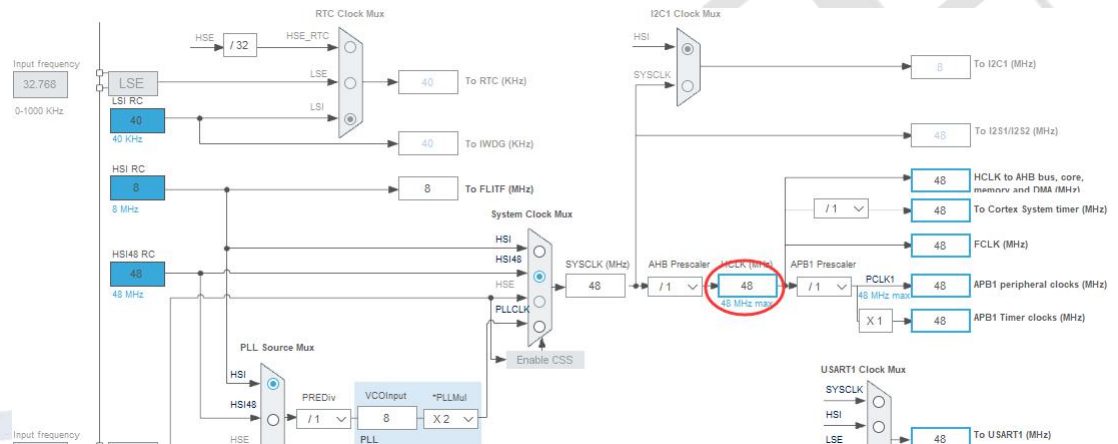 RTC Clock Mux
I2C1 Clock Mux
HSE
/ 32
HSE_RTC
HSI
Input frequency
32.768
0-1000 KHz
LSE
LSE
40
To RTC (KHz)
SYSCLK
8
To I2C1 (MHz)
LSI RC
40
40 KHz
LSI
40
To IWDG (KHz)
48
To I2S1/I2S2 (MHz)
HSI RC
8
8 MHz
8
To FLITF (MHz)
48
HCLK to AHB bus, core,
memory and DMA (MHz)
/ 1
48
To Cortex System timer (MHz)
System Clock Mux
HSI
HSI48
HSE
PLLCLK
HSI48 RC
48
48 MHz
SYSCLK (MHz)
48
AHB Prescaler
/ 1
HCLK (MHz)
48
48 MHz max
APB1 Prescaler
/ 1
48
FCLK (MHz)
PCLK1
48 MHz max
48
APB1 peripheral clocks (MHz)
X 1
48
APB1 Timer clocks (MHz)
Enable CSS
PLL Source Mux
HSI
HSI48
HSE
PREDiv
/ 1
VCOInput
8
*PLLMul
X 2
PLL
USART1 Clock Mux
SYSCLK
HSI
LSE
48
To USART1 (MHz)
Input frequency